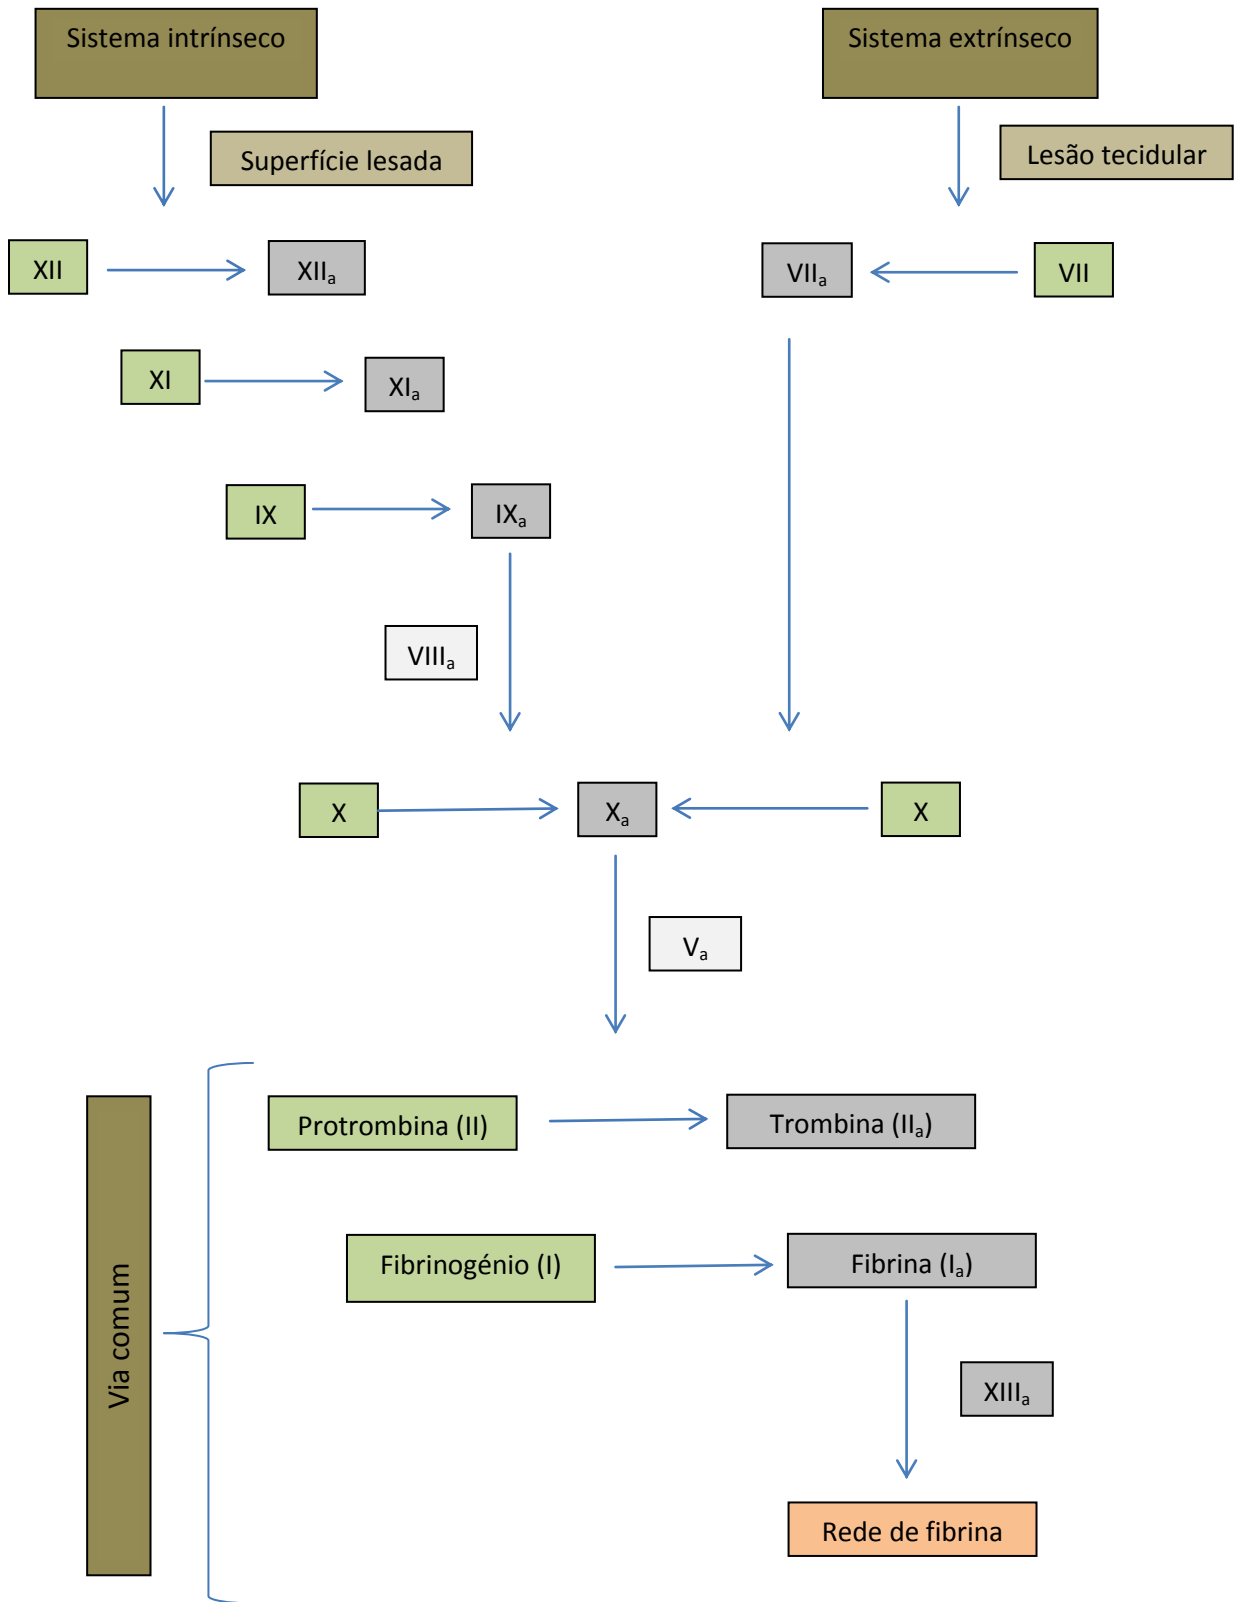 Sistema intrínseco
Sistema extrínseco
Superfície lesada
Lesão tecidular
XII
XIIₐ
VIIₐ
VII
XI
XIₐ
IX
IXₐ
VIIIₐ
X
Xₐ
X
Vₐ
Via comum
Protrombina (II)
Trombina (IIₐ)
Fibrinogénio (I)
Fibrina (Iₐ)
XIIIₐ
Rede de fibrina